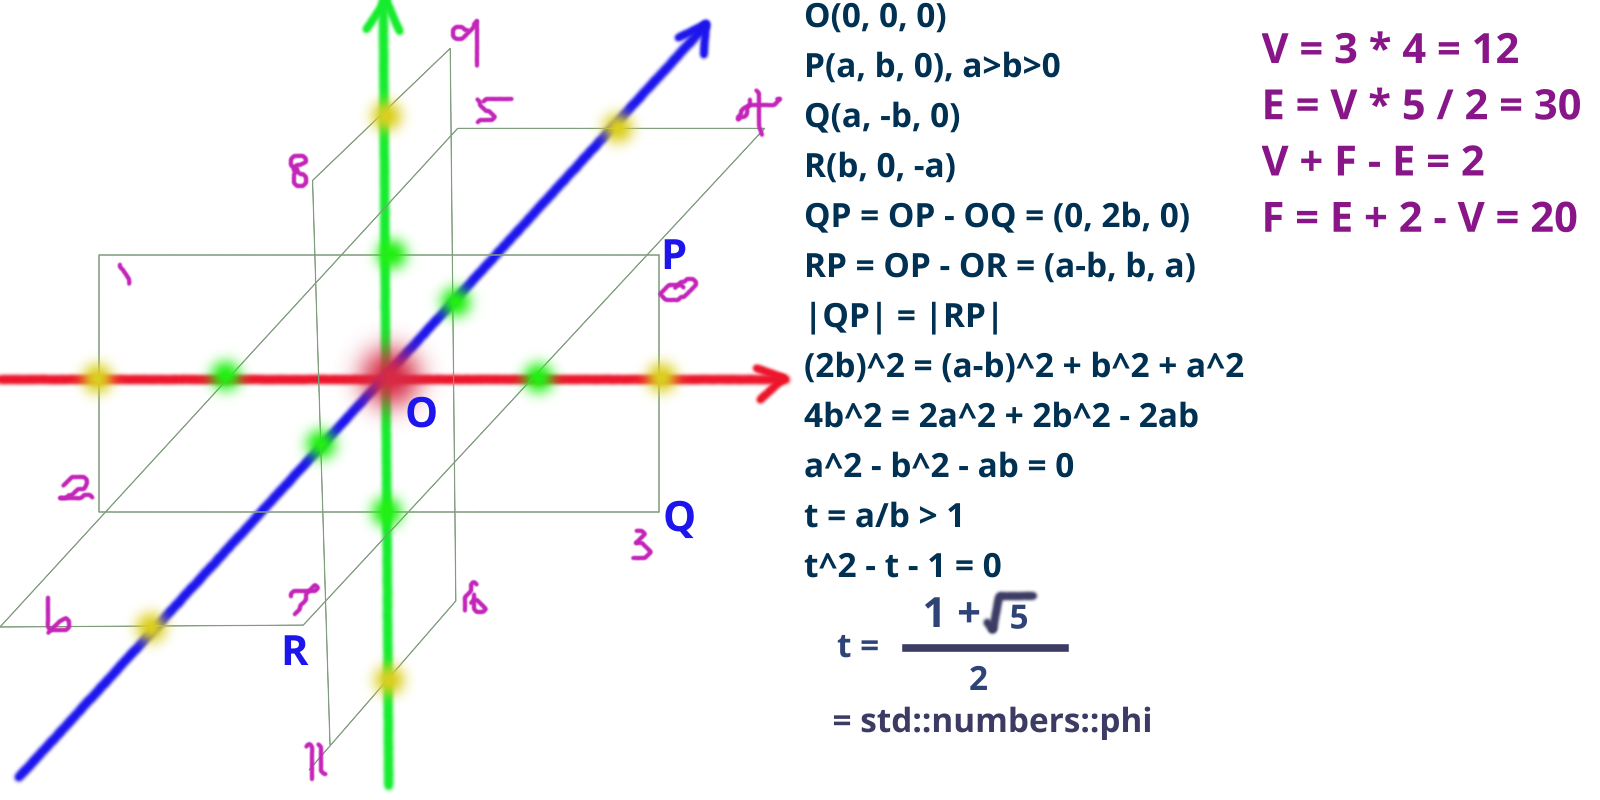 O(0, 0, 0)
P(a, b, 0), a>b>0
Q(a, -b, 0)
R(b, 0, -a)
QP = OP - OQ = (0, 2b, 0)
RP = OP - OR = (a-b, b, a)
|QP| = |RP|
(2b)^2 = (a-b)^2 + b^2 + a^2
4b^2 = 2a^2 + 2b^2 - 2ab
a^2 - b^2 - ab = 0
t = a/b > 1
t^2 - t - 1 = 0
1 + √5
t =
2
= std::numbers::phi
V = 3 * 4 = 12
E = V * 5 / 2 = 30
V + F - E = 2
F = E + 2 - V = 20
9
5
4
8
P
1
0
O
2
Q
3
6
7
R
10
11